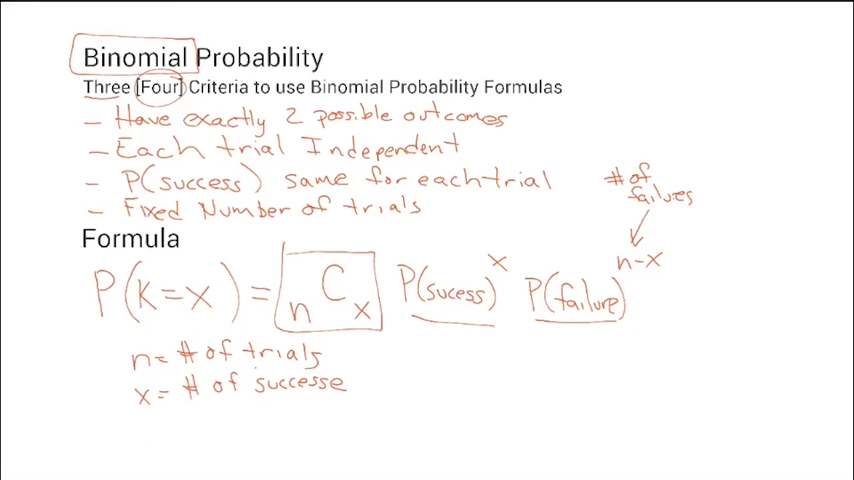 Binomial Probability
Three [Four] Criteria to use Binomial Probability Formulas
- Have exactly 2 possible outcomes
- Each trial Independent
- P(success) same for each trial
- Fixed Number of trials
# of
failures
Formula
P(K=x) = nCx P(sucess)^x P(failure)^n-x
n = # of trials
x = # of successe